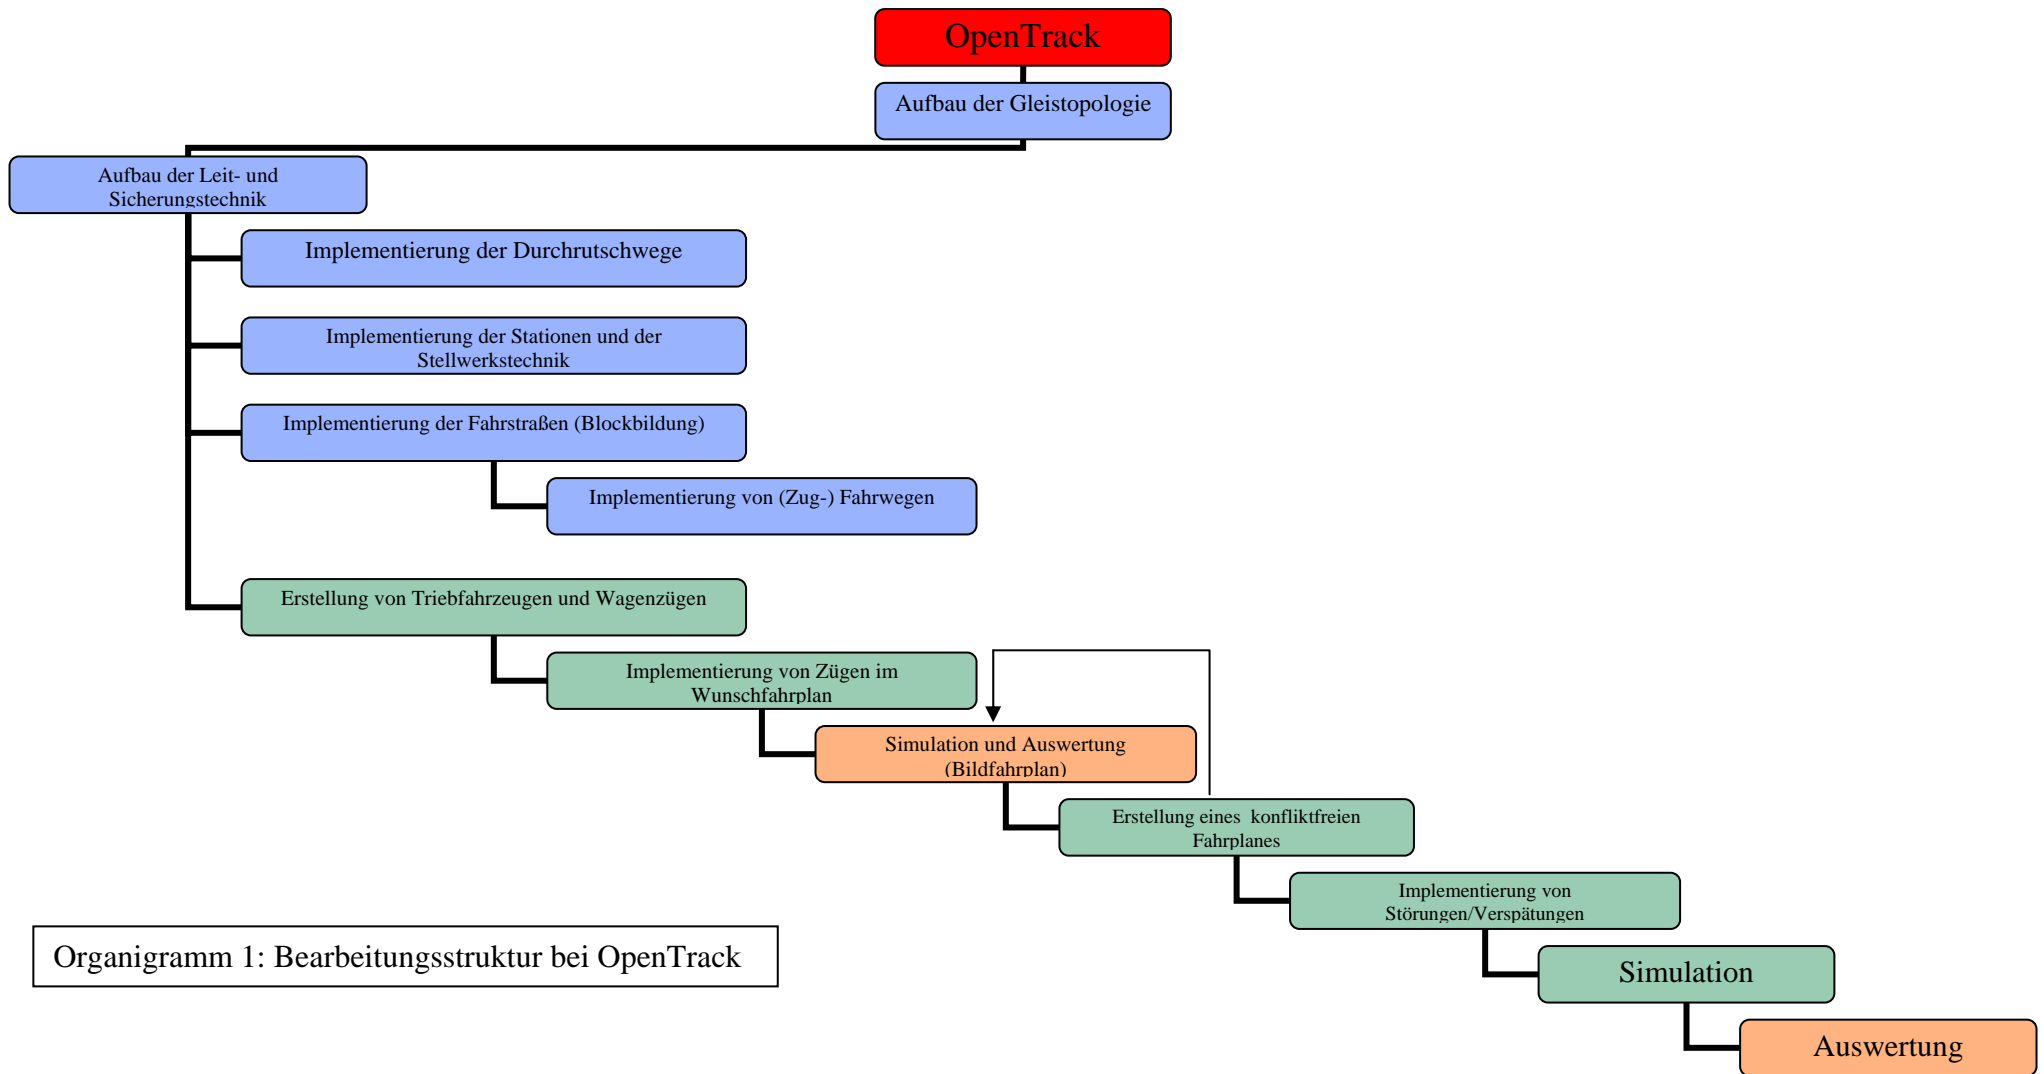 OpenTrack
Aufbau der Gleistopologie
Aufbau der Leit- und
Sicherungstechnik
Implementierung der Durchrutschwege
Implementierung der Stationen und der
Stellwerkstechnik
Implementierung der Fahrstraßen (Blockbildung)
Implementierung von (Zug-) Fahrwegen
Erstellung von Triebfahrzeugen und Wagenzügen
Implementierung von Zügen im
Wunschfahrplan
Simulation und Auswertung
(Bildfahrplan)
Erstellung eines konfliktfreien
Fahrplanes
Implementierung von
Störungen/Verspätungen
Simulation
Auswertung
Organigramm 1: Bearbeitungsstruktur bei OpenTrack